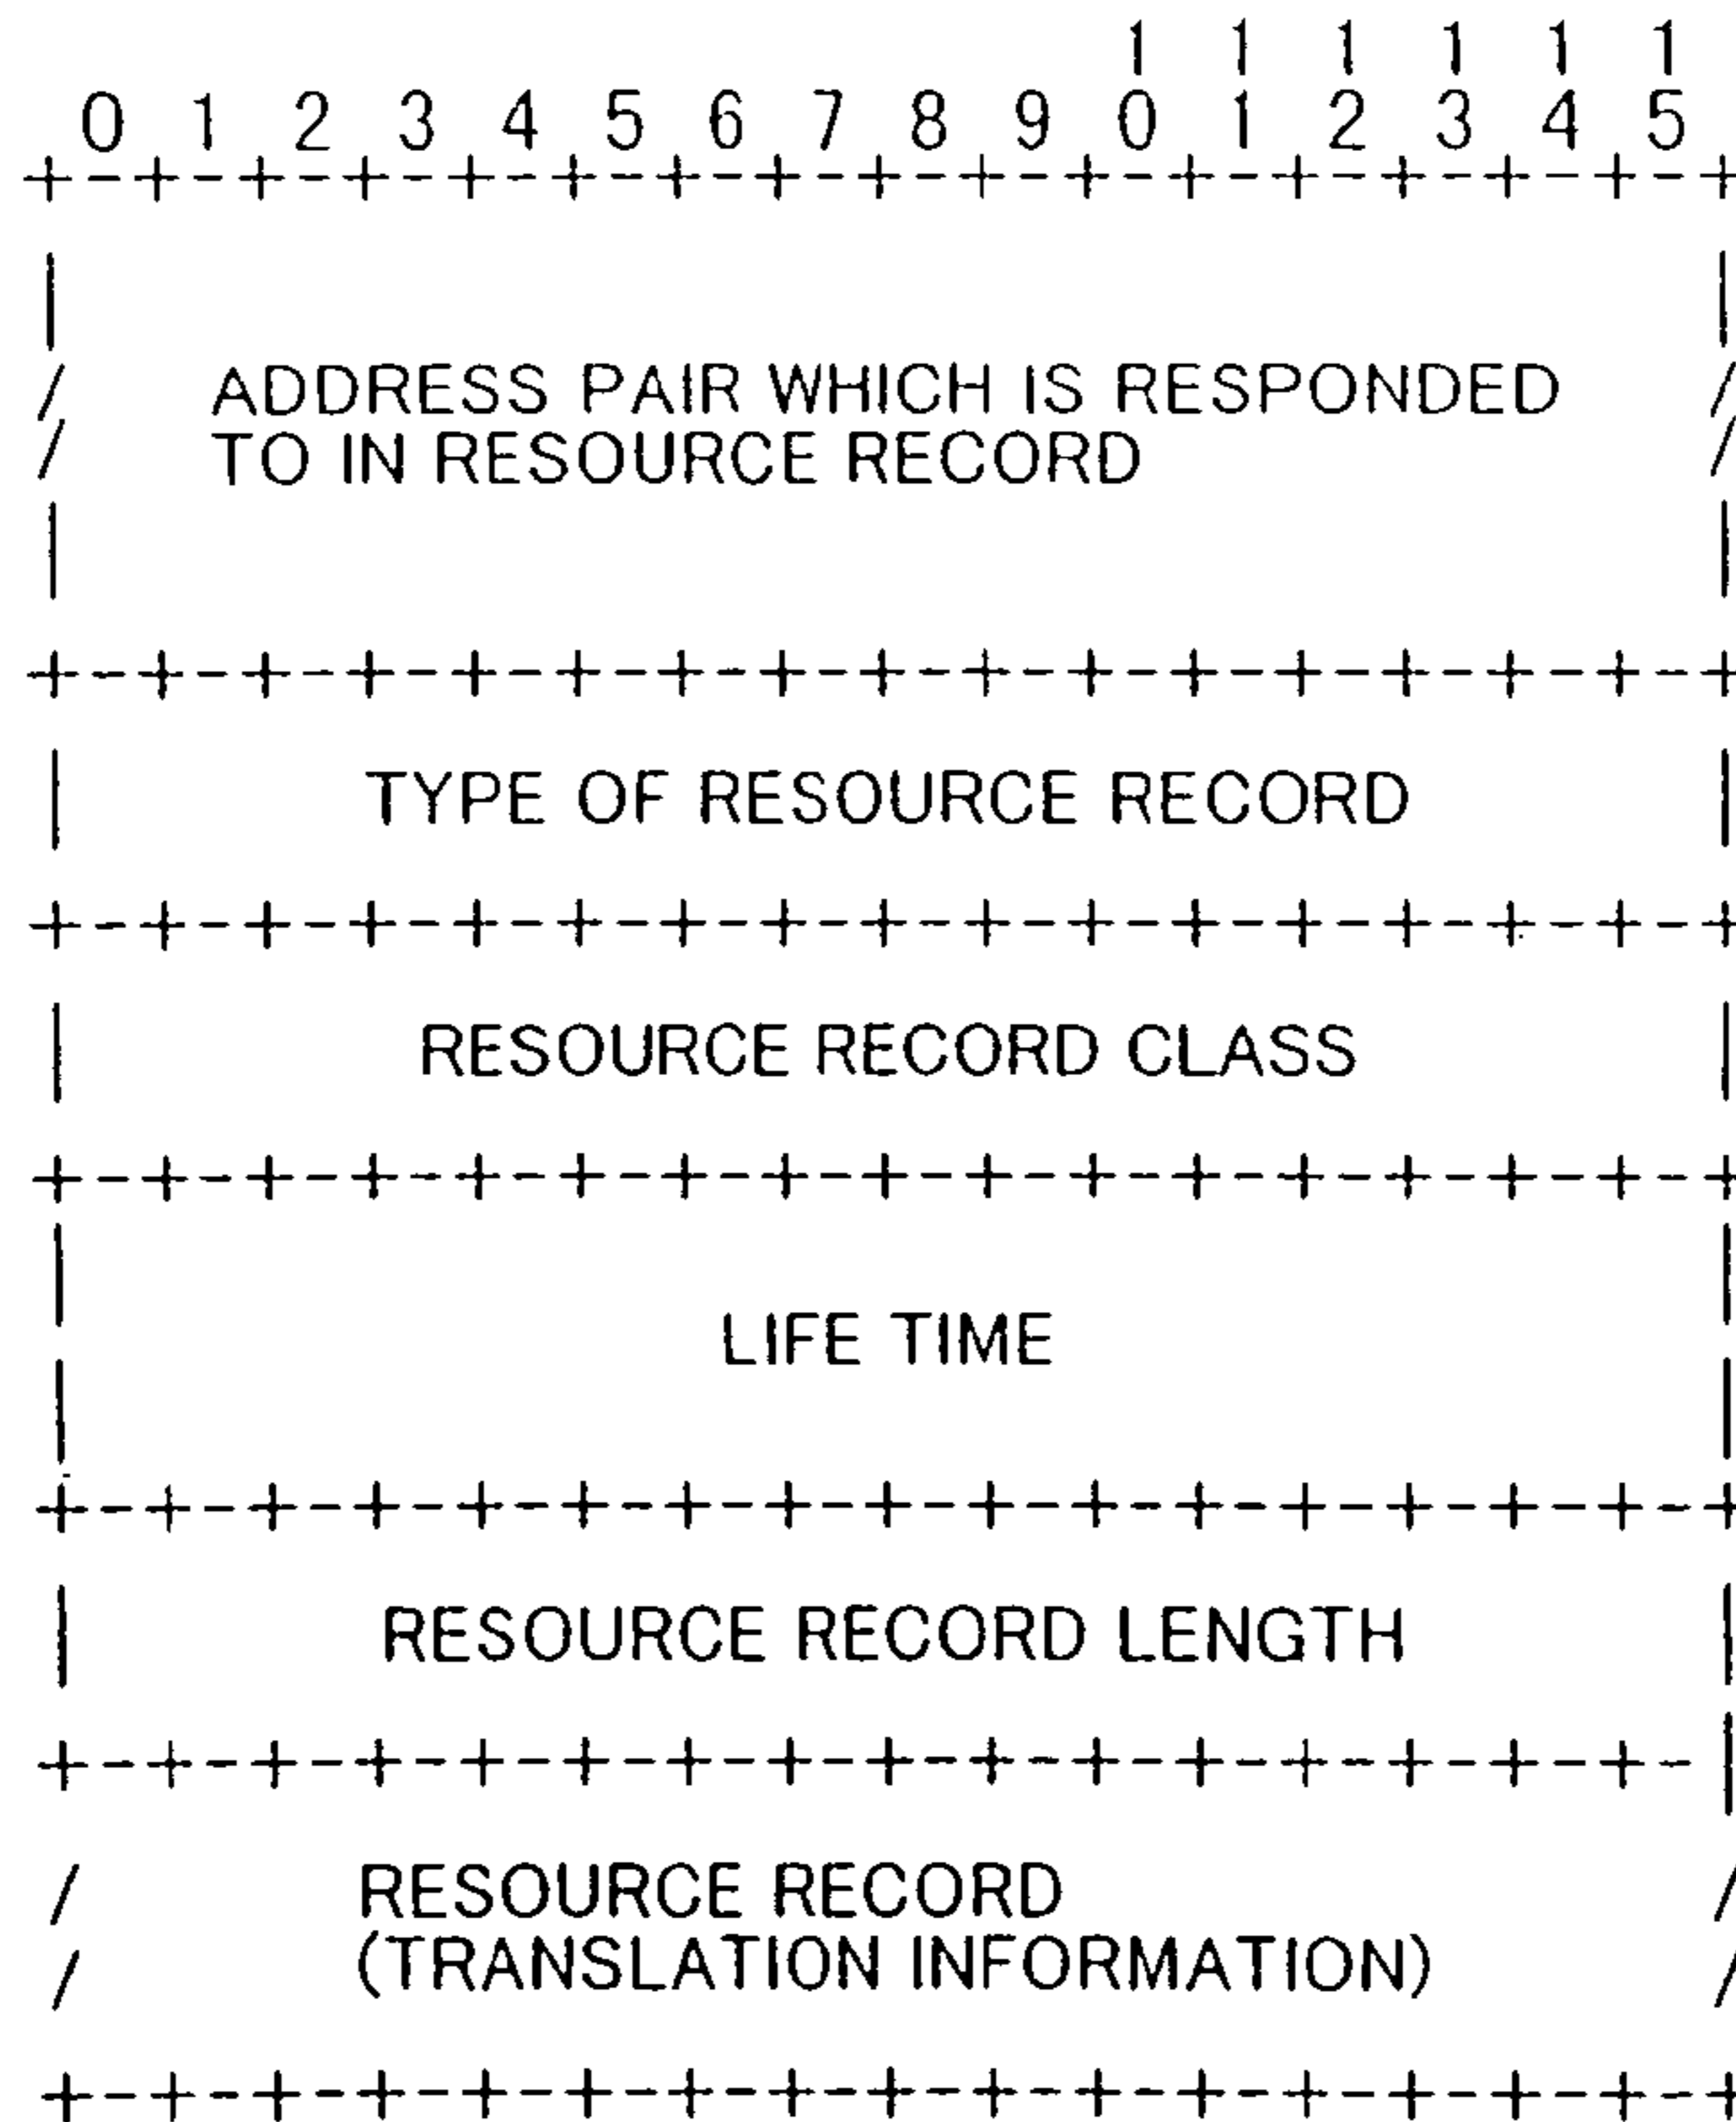 1 1 1 1 1 1
0 1 2 3 4 5 6 7 8 9 0 1 2 3 4 5
+--+--+--+--+--+--+--+--+--+--+--+--+--+--+--+--+
| |
/ ADDRESS PAIR WHICH IS RESPONDED /
/ TO IN RESOURCE RECORD /
| |
+--+--+--+--+--+--+--+--+--+--+--+--+--+--+--+--+
| TYPE OF RESOURCE RECORD |
+--+--+--+--+--+--+--+--+--+--+--+--+--+--+--+--+
| RESOURCE RECORD CLASS |
+--+--+--+--+--+--+--+--+--+--+--+--+--+--+--+--+
| |
| LIFE TIME |
| |
+--+--+--+--+--+--+--+--+--+--+--+--+--+--+--+--+
| RESOURCE RECORD LENGTH |
+--+--+--+--+--+--+--+--+--+--+--+--+--+--+--+--|
/ RESOURCE RECORD /
/ (TRANSLATION INFORMATION) /
+--+--+--+--+--+--+--+--+--+--+--+--+--+--+--+--+